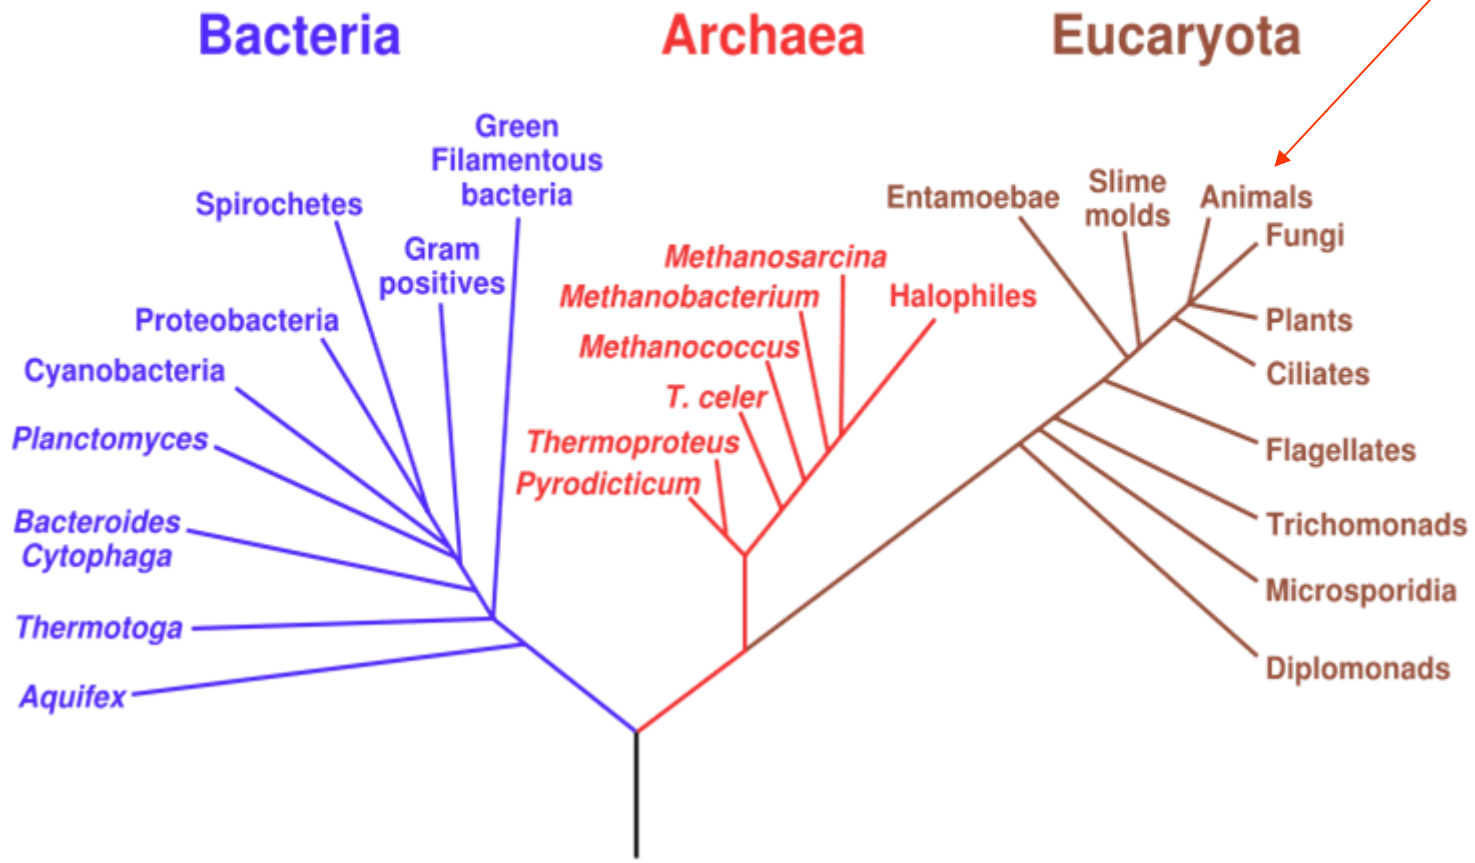 Bacteria
Archaea
Eucaryota
Green
Filamentous
bacteria
Spirochetes
Gram
positives
Proteobacteria
Cyanobacteria
Planctomyces
Bacteroides
Cytophaga
Thermotoga
Aquifex
Methanosarcina
Methanobacterium
Halophiles
Methanococcus
T. celer
Thermoproteus
Pyrodicticum
Entamoebae
Slime
molds
Animals
Fungi
Plants
Ciliates
Flagellates
Trichomonads
Microsporidia
Diplomonads